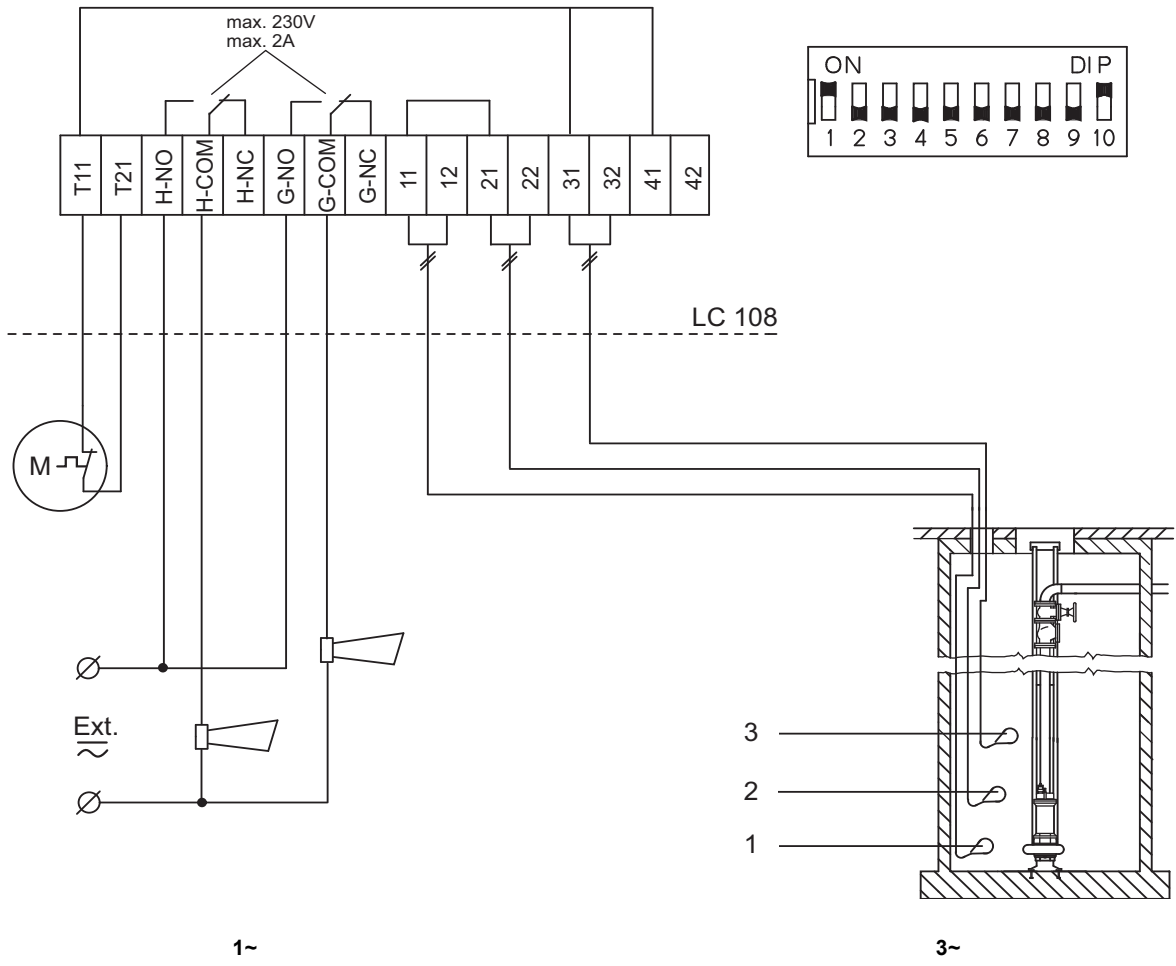 max. 230V
max. 2A
ON DIP
1 2 3 4 5 6 7 8 9 10
T11 T21 H-NO H-COM H-NC G-NO G-COM G-NC 11 12 21 22 31 32 41 42
LC 108
M
Ext.
3
2
1
1~ 3~